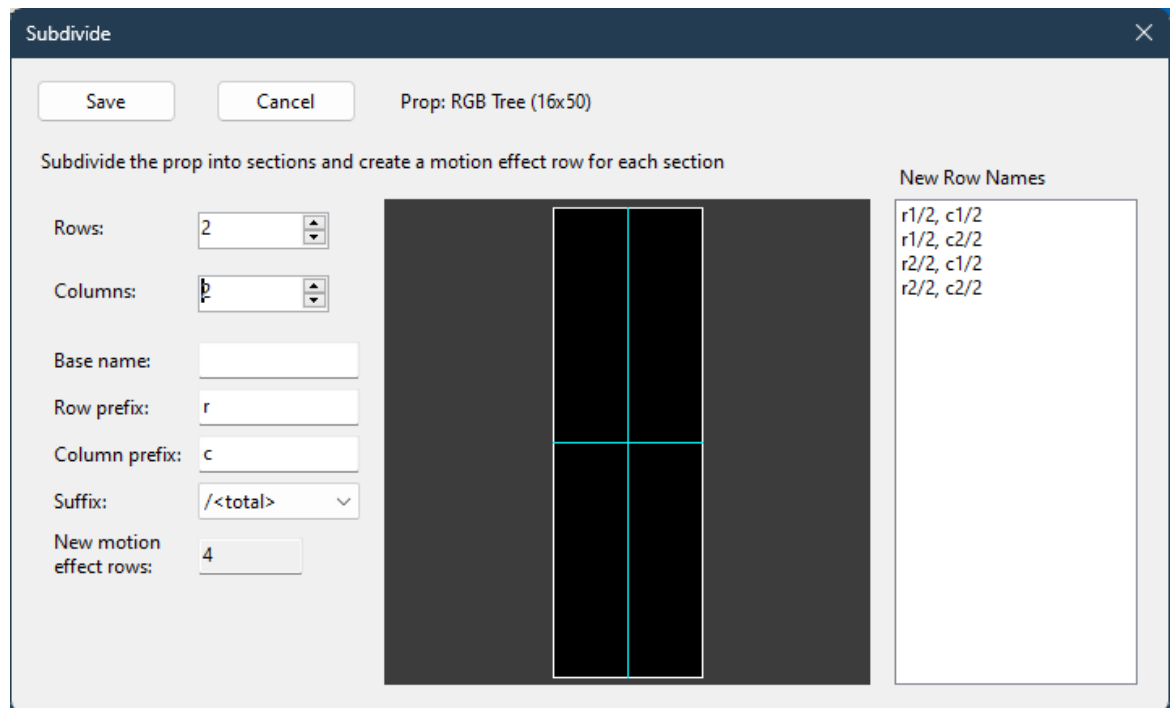 Subdivide
Save
Cancel
Prop: RGB Tree (16x50)
Subdivide the prop into sections and create a motion effect row for each section
Rows:
2
Columns:
2
Base name:
Row prefix:
r
Column prefix:
c
Suffix:
/<total>
New motion
effect rows:
4
New Row Names
r1/2, c1/2
r1/2, c2/2
r2/2, c1/2
r2/2, c2/2